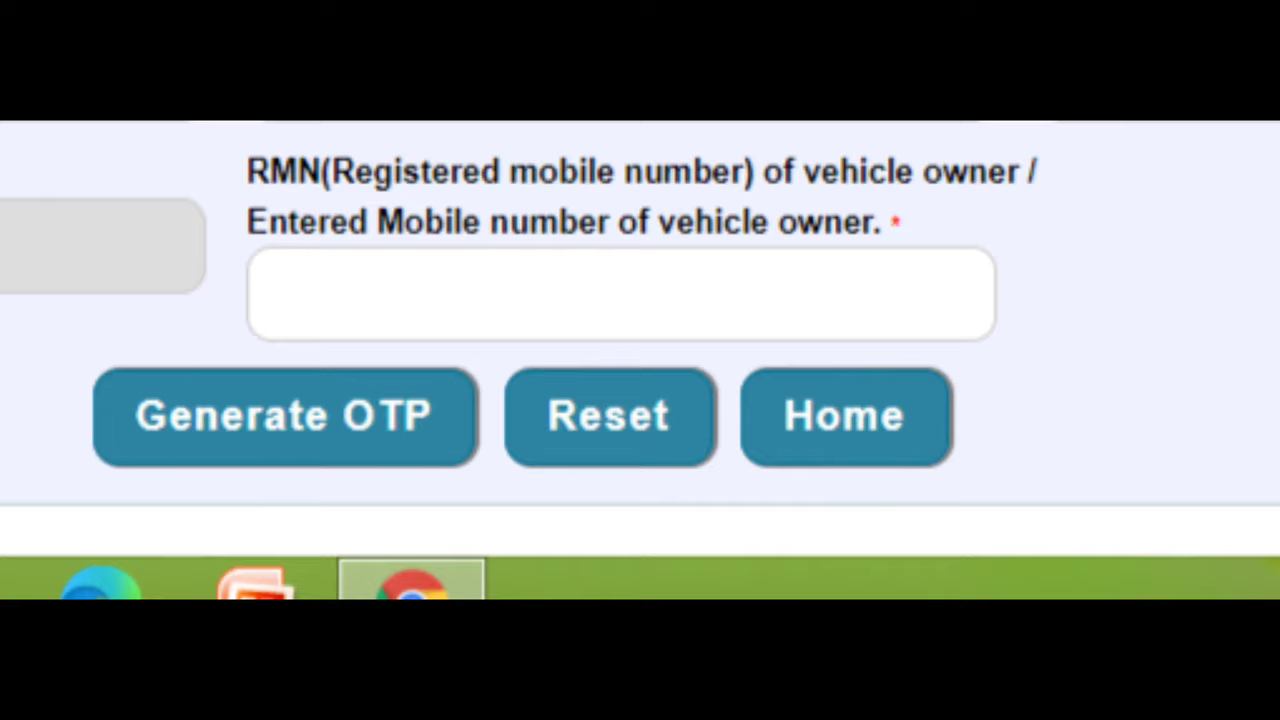 RMN(Registered mobile number) of vehicle owner /
Entered Mobile number of vehicle owner. *
Generate OTP Reset Home